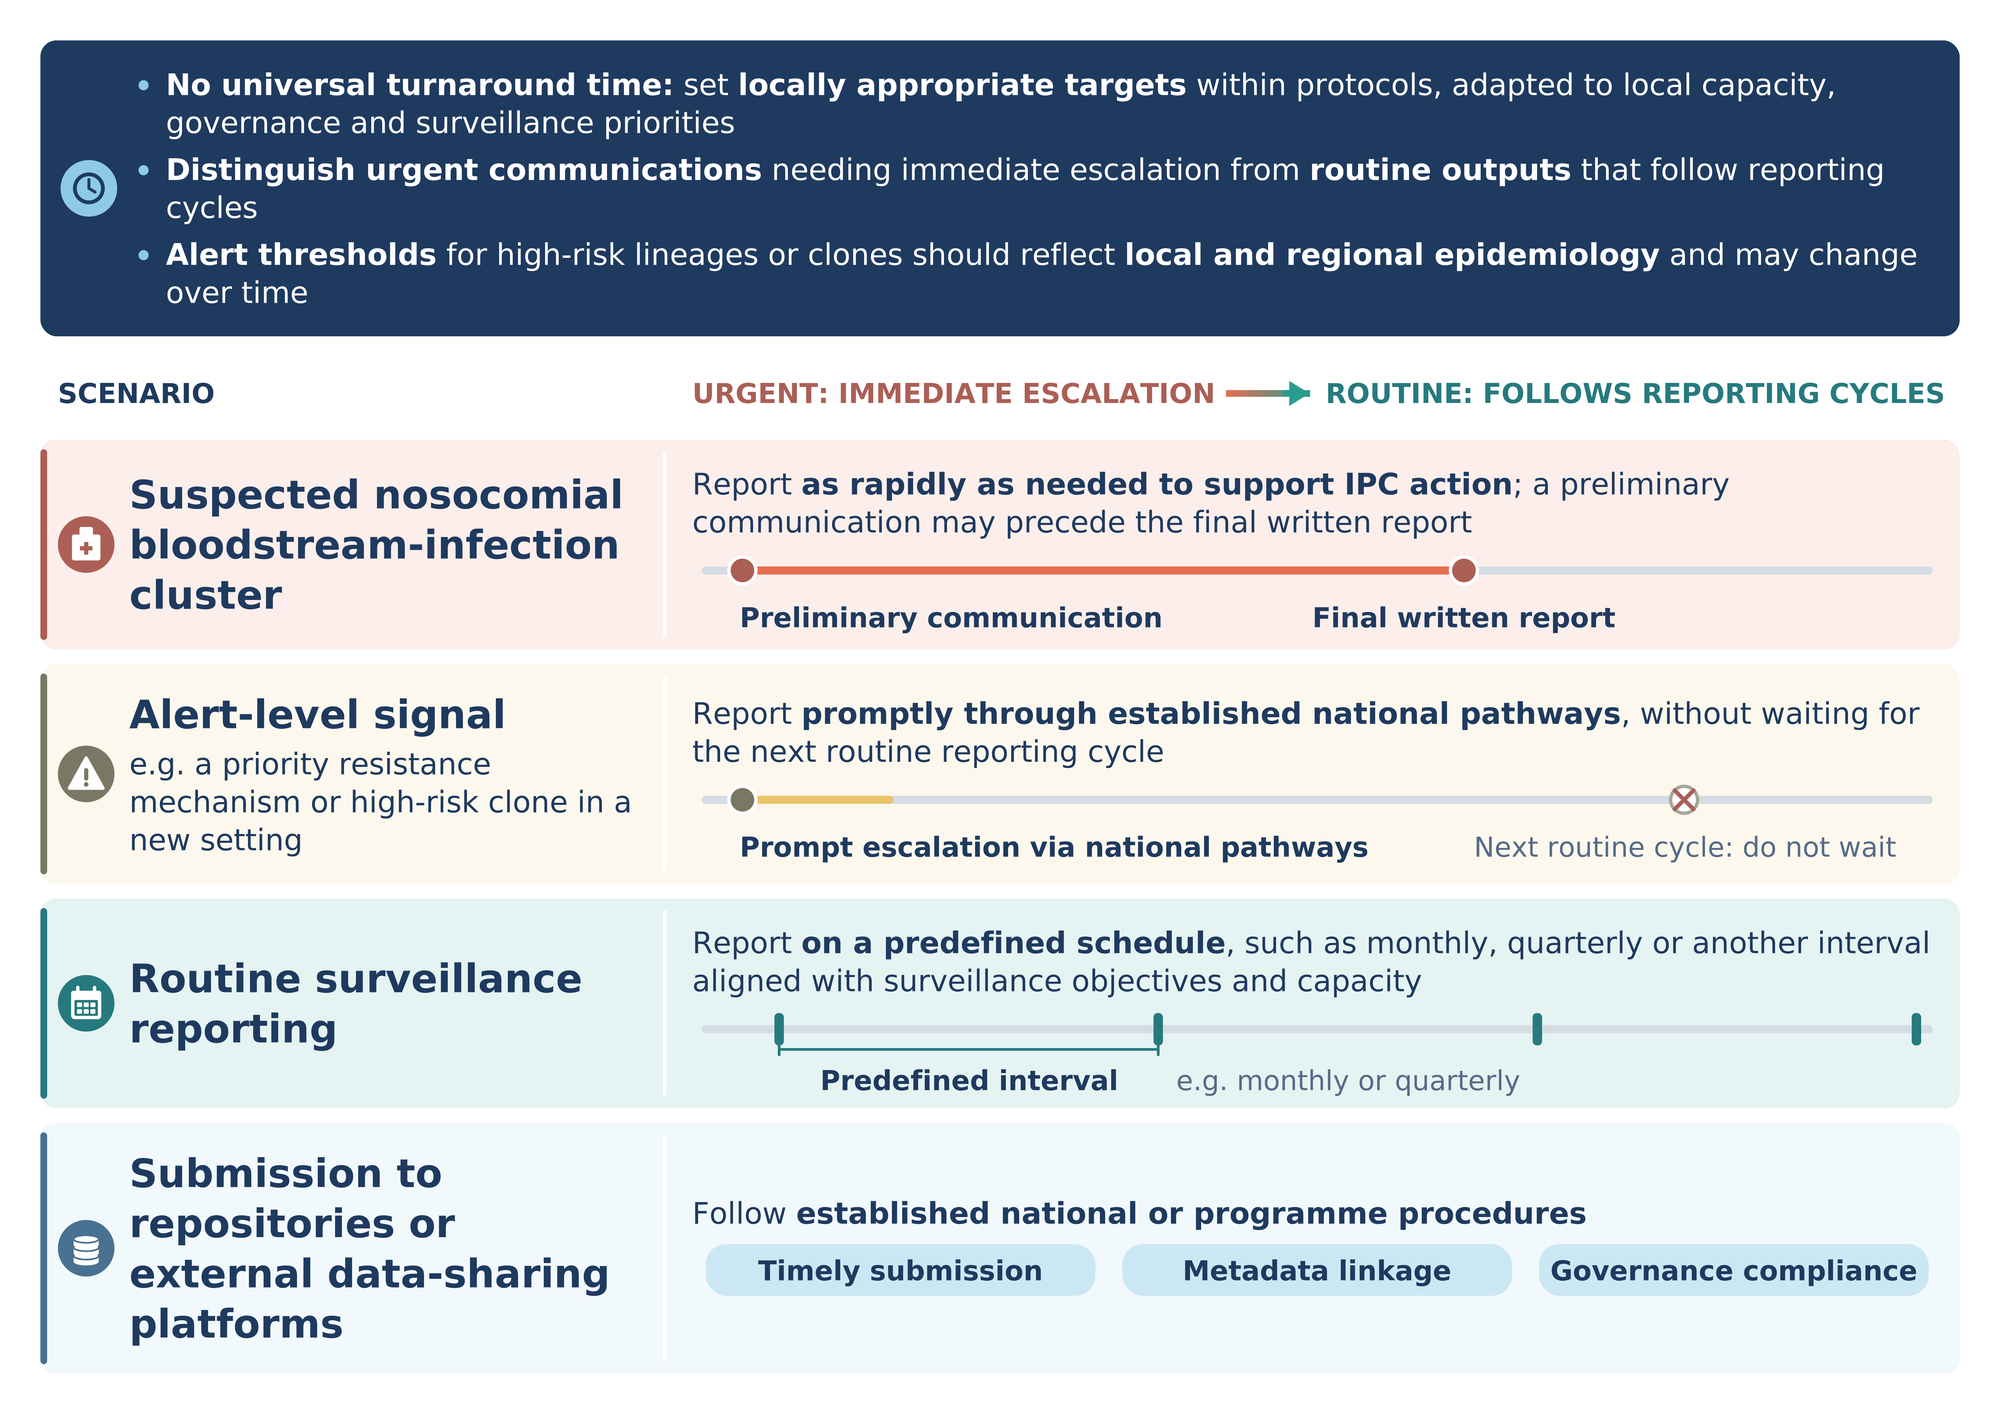 • No universal turnaround time: set locally appropriate targets within protocols, adapted to local capacity,
governance and surveillance priorities
• Distinguish urgent communications needing immediate escalation from routine outputs that follow reporting
cycles
• Alert thresholds for high-risk lineages or clones should reflect local and regional epidemiology and may change
over time
SCENARIO
URGENT: IMMEDIATE ESCALATION
ROUTINE: FOLLOWS REPORTING CYCLES
Suspected nosocomial
bloodstream-infection
cluster
Report as rapidly as needed to support IPC action; a preliminary
communication may precede the final written report
Preliminary communication
Final written report
Alert-level signal
e.g. a priority resistance
mechanism or high-risk clone in a
new setting
Report promptly through established national pathways, without waiting for
the next routine reporting cycle
Prompt escalation via national pathways
Next routine cycle: do not wait
Routine surveillance
reporting
Report on a predefined schedule, such as monthly, quarterly or another interval
aligned with surveillance objectives and capacity
Predefined interval
e.g. monthly or quarterly
Submission to
repositories or
external data-sharing
platforms
Follow established national or programme procedures
Timely submission
Metadata linkage
Governance compliance